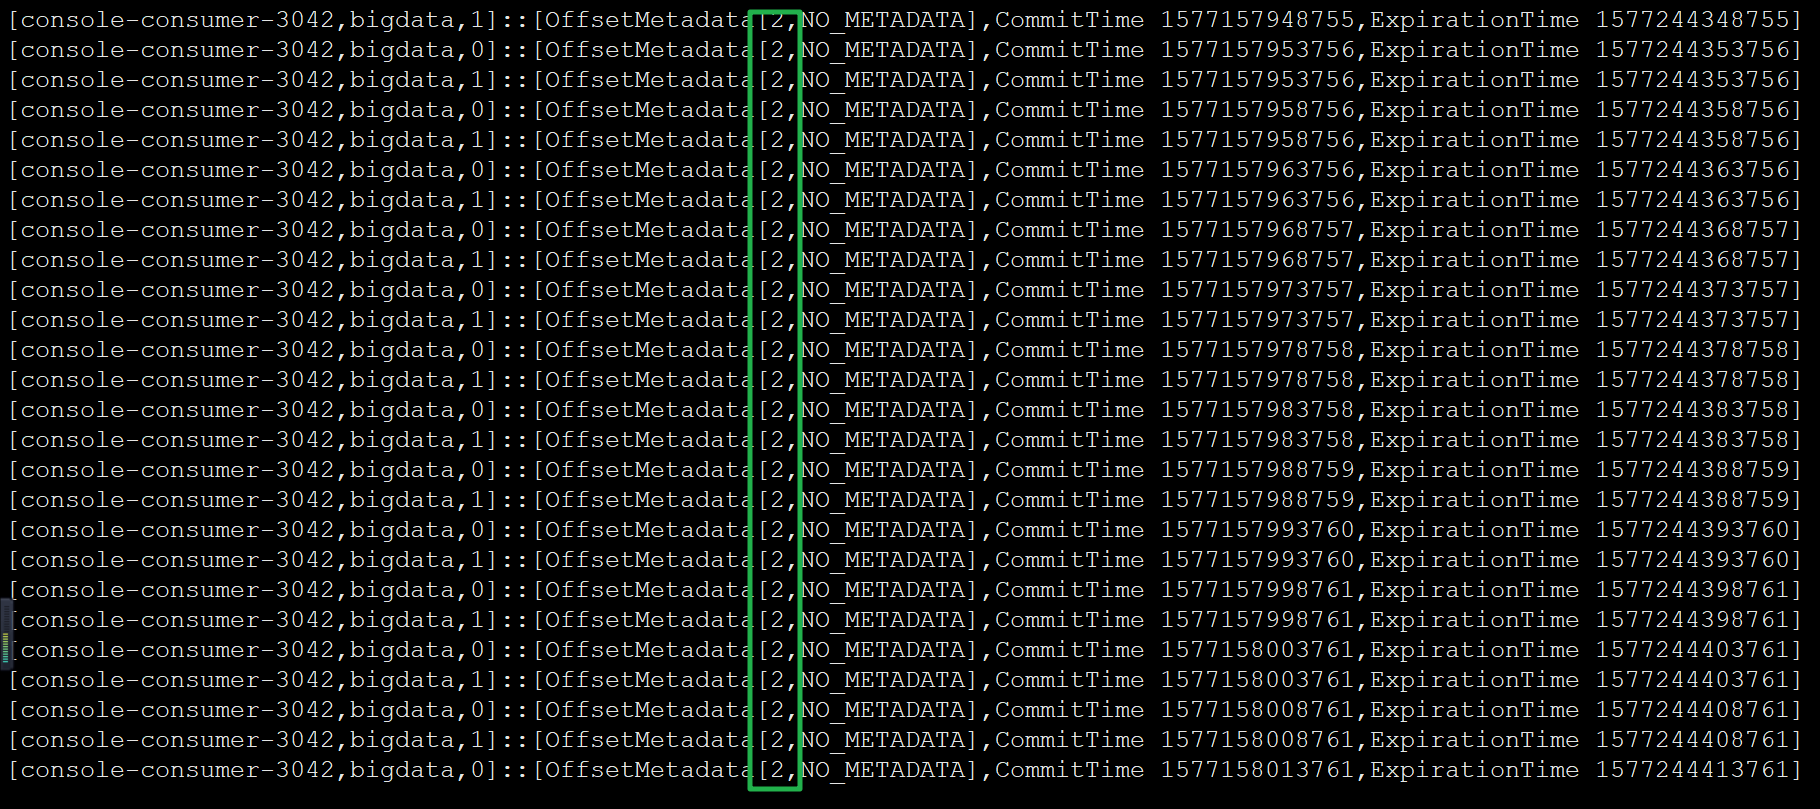 [console-consumer-3042,bigdata,1]::[OffsetMetadata[2,NO_METADATA],CommitTime 1577157948755,ExpirationTime 1577244348755]
[console-consumer-3042,bigdata,0]::[OffsetMetadata[2,NO_METADATA],CommitTime 1577157953756,ExpirationTime 1577244353756]
[console-consumer-3042,bigdata,1]::[OffsetMetadata[2,NO_METADATA],CommitTime 1577157953756,ExpirationTime 1577244353756]
[console-consumer-3042,bigdata,0]::[OffsetMetadata[2,NO_METADATA],CommitTime 1577157958756,ExpirationTime 1577244358756]
[console-consumer-3042,bigdata,1]::[OffsetMetadata[2,NO_METADATA],CommitTime 1577157958756,ExpirationTime 1577244358756]
[console-consumer-3042,bigdata,0]::[OffsetMetadata[2,NO_METADATA],CommitTime 1577157963756,ExpirationTime 1577244363756]
[console-consumer-3042,bigdata,1]::[OffsetMetadata[2,NO_METADATA],CommitTime 1577157963756,ExpirationTime 1577244363756]
[console-consumer-3042,bigdata,0]::[OffsetMetadata[2,NO_METADATA],CommitTime 1577157968757,ExpirationTime 1577244368757]
[console-consumer-3042,bigdata,1]::[OffsetMetadata[2,NO_METADATA],CommitTime 1577157968757,ExpirationTime 1577244368757]
[console-consumer-3042,bigdata,0]::[OffsetMetadata[2,NO_METADATA],CommitTime 1577157973757,ExpirationTime 1577244373757]
[console-consumer-3042,bigdata,1]::[OffsetMetadata[2,NO_METADATA],CommitTime 1577157973757,ExpirationTime 1577244373757]
[console-consumer-3042,bigdata,0]::[OffsetMetadata[2,NO_METADATA],CommitTime 1577157978758,ExpirationTime 1577244378758]
[console-consumer-3042,bigdata,1]::[OffsetMetadata[2,NO_METADATA],CommitTime 1577157978758,ExpirationTime 1577244378758]
[console-consumer-3042,bigdata,0]::[OffsetMetadata[2,NO_METADATA],CommitTime 1577157983758,ExpirationTime 1577244383758]
[console-consumer-3042,bigdata,1]::[OffsetMetadata[2,NO_METADATA],CommitTime 1577157983758,ExpirationTime 1577244383758]
[console-consumer-3042,bigdata,0]::[OffsetMetadata[2,NO_METADATA],CommitTime 1577157988759,ExpirationTime 1577244388759]
[console-consumer-3042,bigdata,1]::[OffsetMetadata[2,NO_METADATA],CommitTime 1577157988759,ExpirationTime 1577244388759]
[console-consumer-3042,bigdata,0]::[OffsetMetadata[2,NO_METADATA],CommitTime 1577157993760,ExpirationTime 1577244393760]
[console-consumer-3042,bigdata,1]::[OffsetMetadata[2,NO_METADATA],CommitTime 1577157993760,ExpirationTime 1577244393760]
[console-consumer-3042,bigdata,0]::[OffsetMetadata[2,NO_METADATA],CommitTime 1577157998761,ExpirationTime 1577244398761]
[console-consumer-3042,bigdata,1]::[OffsetMetadata[2,NO_METADATA],CommitTime 1577157998761,ExpirationTime 1577244398761]
[console-consumer-3042,bigdata,0]::[OffsetMetadata[2,NO_METADATA],CommitTime 1577158003761,ExpirationTime 1577244403761]
[console-consumer-3042,bigdata,1]::[OffsetMetadata[2,NO_METADATA],CommitTime 1577158003761,ExpirationTime 1577244403761]
[console-consumer-3042,bigdata,0]::[OffsetMetadata[2,NO_METADATA],CommitTime 1577158008761,ExpirationTime 1577244408761]
[console-consumer-3042,bigdata,1]::[OffsetMetadata[2,NO_METADATA],CommitTime 1577158008761,ExpirationTime 1577244408761]
[console-consumer-3042,bigdata,0]::[OffsetMetadata[2,NO_METADATA],CommitTime 1577158013761,ExpirationTime 1577244413761]